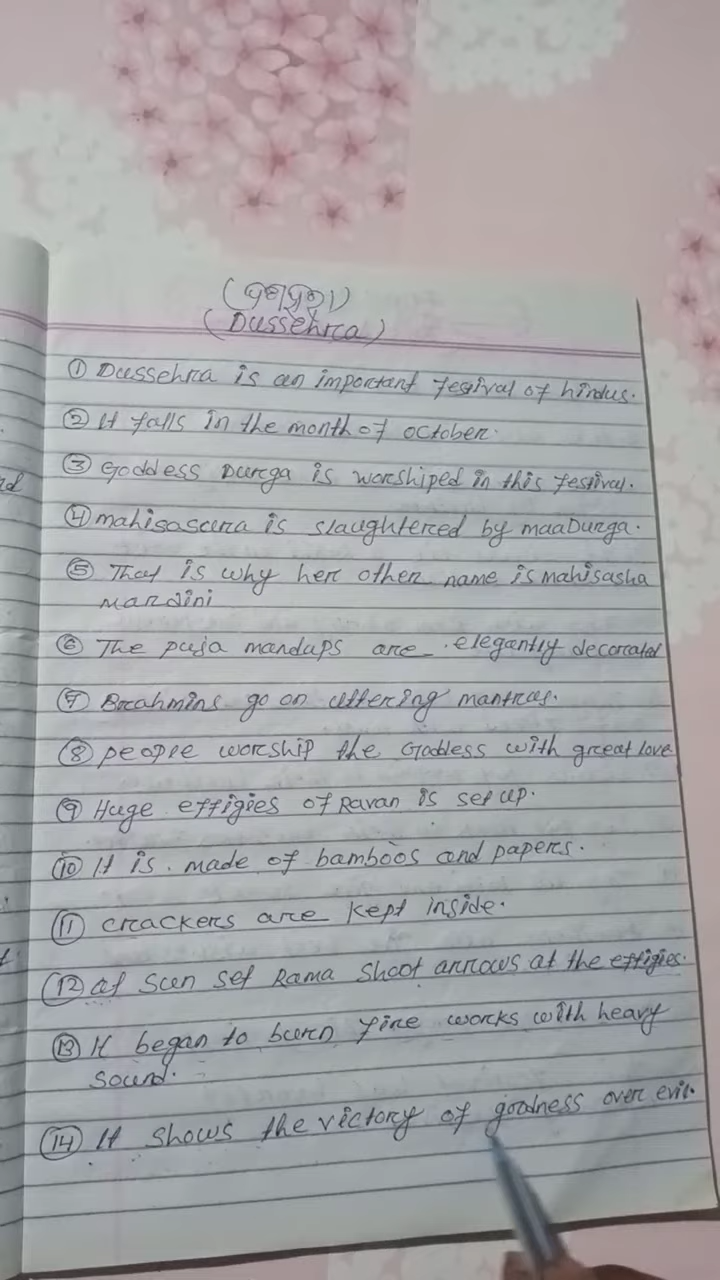 (ଦଶହରା)
(Dussehra)
① Dussehra is an important festival of hindus.
② It falls in the month of october.
③ Goddess Durga is worshiped in this festival.
④ mahisasura is slaughtered by maa Durga.
⑤ That is why her other name is mahisasha
mardini
⑥ The puja mandaps are elegantly decorated
⑦ Brahmins go on uttering mantras.
⑧ people worship the Goddess with great love
⑨ Huge effigies of Ravan is set up.
⑩ It is made of bamboos and papers.
⑪ crackers are kept inside.
⑫ at sun set Rama shoot arrows at the effigies.
⑬ It began to burn fire works with heavy
sound.
⑭ It shows the victory of goodness over evil.